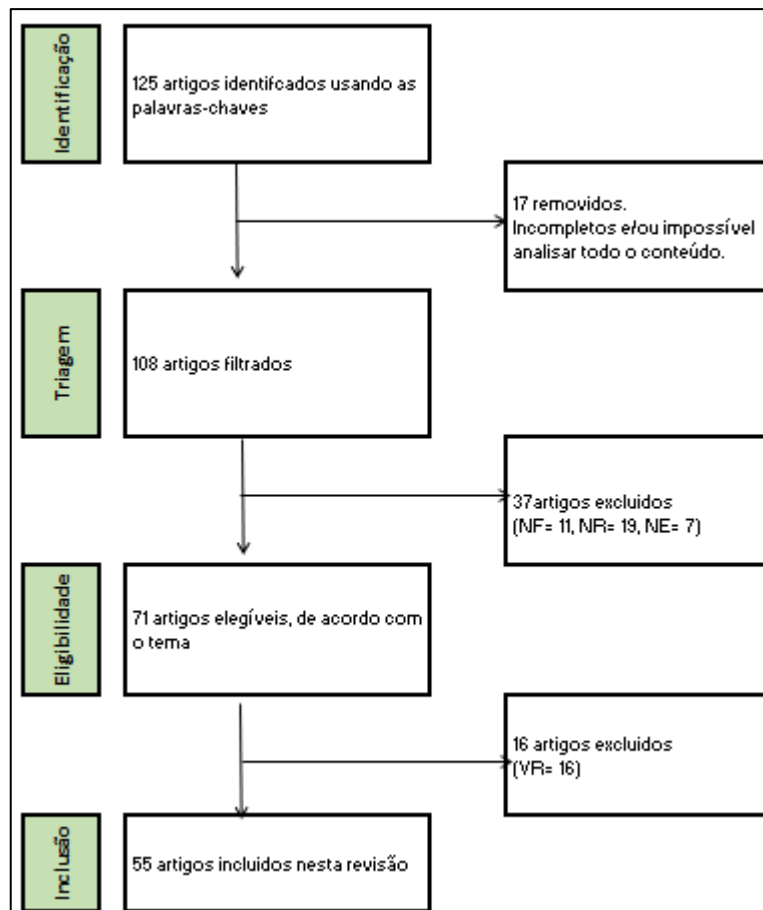 Identificação
125 artigos identifcados usando as
palavras-chaves
17 removidos.
Incompletos e/ou impossível
analisar todo o conteúdo.
Triagem
108 artigos filtrados
37artigos excluidos
(NF= 11, NR= 19, NE= 7)
Eligibilidade
71 artigos elegíveis, de acordo com
o tema
16 artigos excluidos
(VR= 16)
Inclusão
55 artigos incluidos nesta revisão